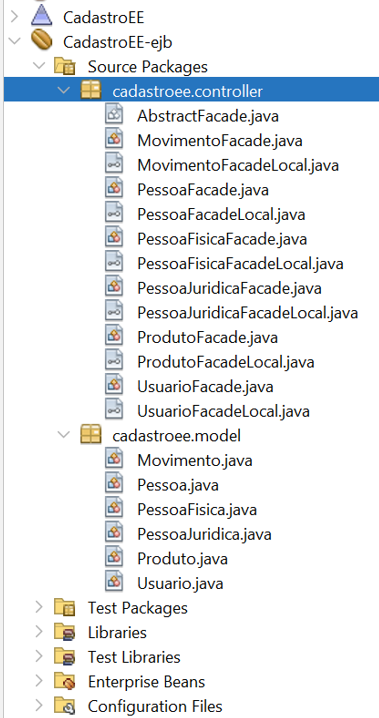 CadastroEE
CadastroEE-ejb
Source Packages
cadastroee.controller
AbstractFacade.java
MovimentoFacade.java
MovimentoFacadeLocal.java
PessoaFacade.java
PessoaFacadeLocal.java
PessoaFisicaFacade.java
PessoaFisicaFacadeLocal.java
PessoaJuridicaFacade.java
PessoaJuridicaFacadeLocal.java
ProdutoFacade.java
ProdutoFacadeLocal.java
UsuarioFacade.java
UsuarioFacadeLocal.java
cadastroee.model
Movimento.java
Pessoa.java
PessoaFisica.java
PessoaJuridica.java
Produto.java
Usuario.java
Test Packages
Libraries
Test Libraries
Enterprise Beans
Configuration Files